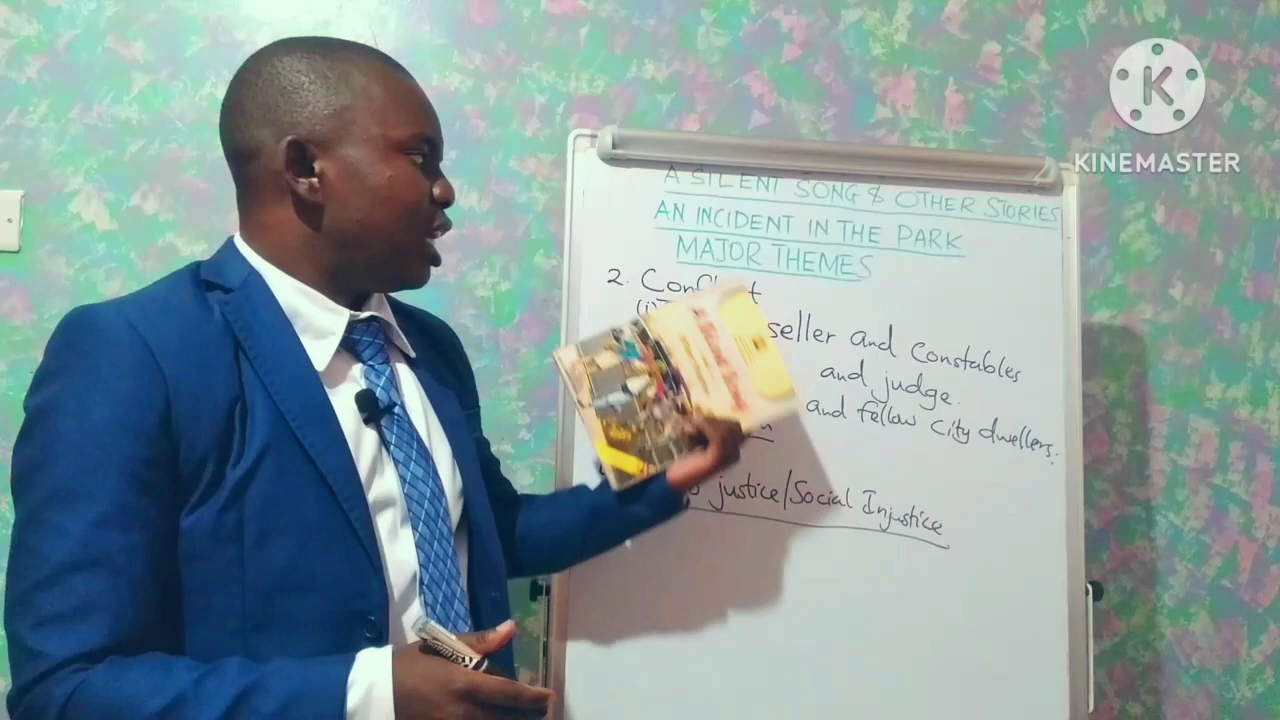 K
KINEMASTER
A SILENT SONG & OTHER STORIES
AN INCIDENT IN THE PARK
MAJOR THEMES
2. Conflict
(i) seller and Constables
and judge.
and fellow City dwellers.
justice/Social Injustice